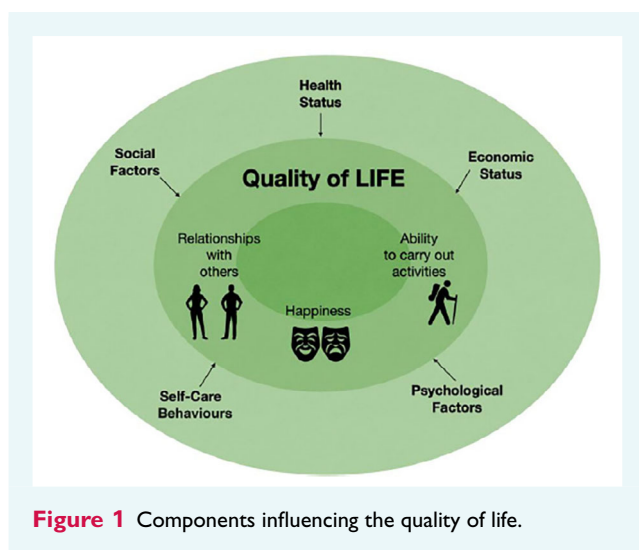 Health
Status
Social
Factors
Economic
Status
Quality of LIFE
Relationships
with
others
Ability
to carry out
activities
Happiness
Self-Care
Behaviours
Psychological
Factors
Figure 1 Components influencing the quality of life.